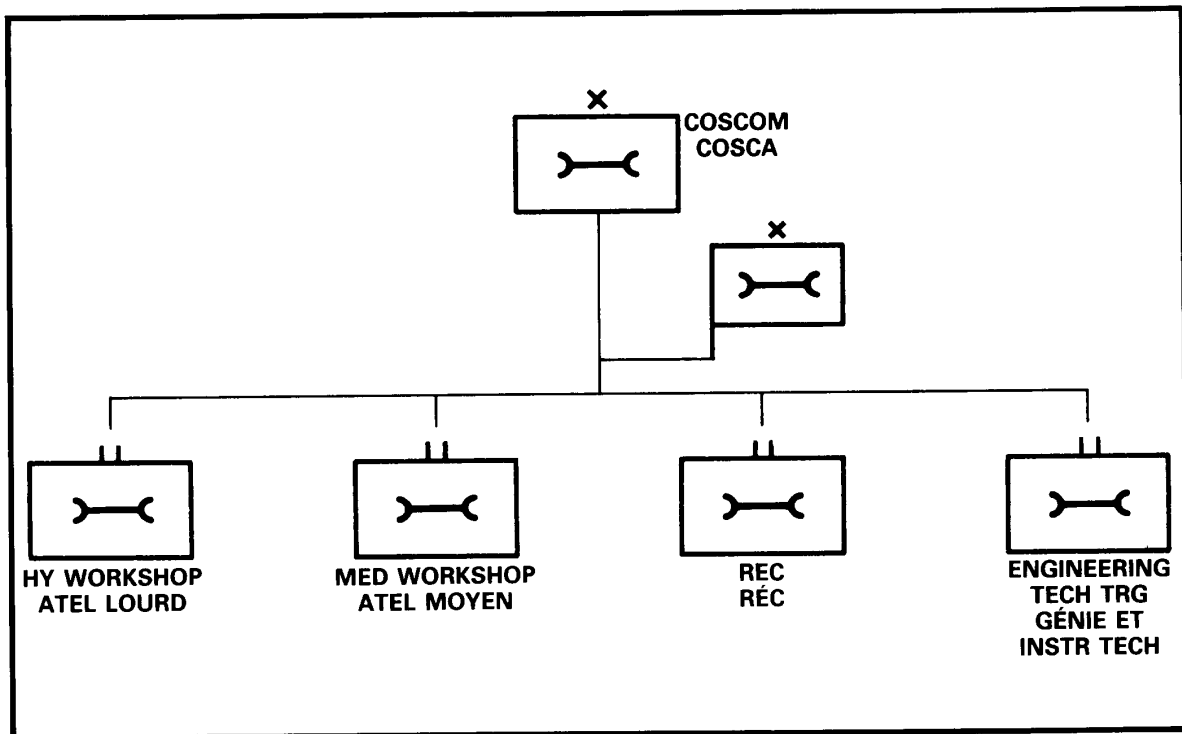 COSCOM
COSCA
HY WORKSHOP
ATEL LOURD
MED WORKSHOP
ATEL MOYEN
REC
RÉC
ENGINEERING
TECH TRG
GÉNIE ET
INSTR TECH